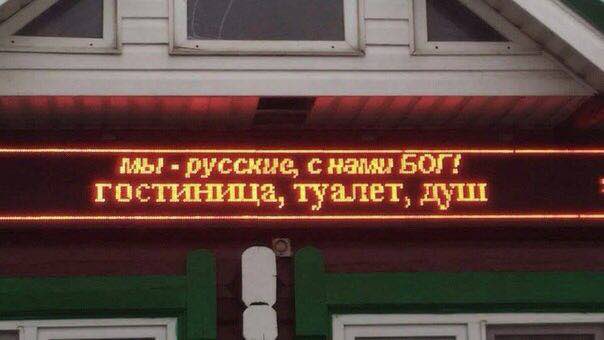 мы - русские, с нами БОГ!
гостиница, туалет, душ